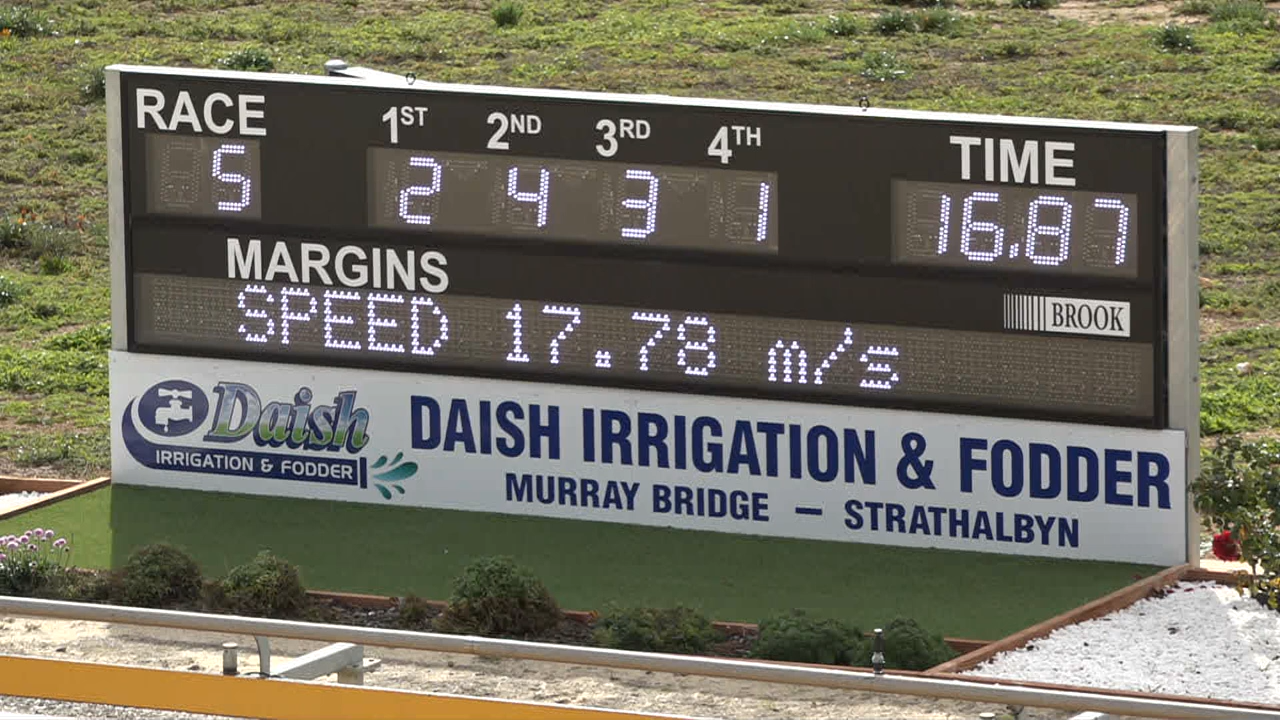 RACE 1ST 2ND 3RD 4TH TIME
5 2 4 3 1 16.87
MARGINS
BROOK
SPEED 17.78 m/s
Daish
IRRIGATION & FODDER
DAISH IRRIGATION & FODDER
MURRAY BRIDGE – STRATHALBYN